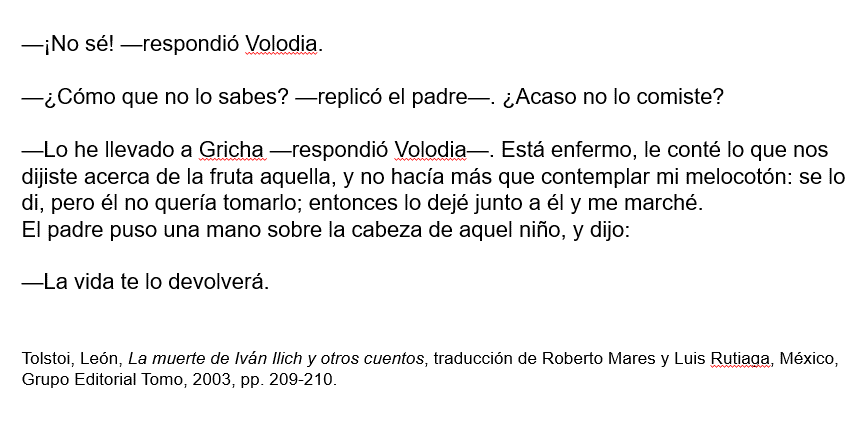 —¡No sé! —respondió Volodia.
—¿Cómo que no lo sabes? —replicó el padre—. ¿Acaso no lo comiste?
—Lo he llevado a Gricha —respondió Volodia—. Está enfermo, le conté lo que nos
dijiste acerca de la fruta aquella, y no hacía más que contemplar mi melocotón: se lo
di, pero él no quería tomarlo; entonces lo dejé junto a él y me marché.
El padre puso una mano sobre la cabeza de aquel niño, y dijo:
—La vida te lo devolverá.
Tolstoi, León, La muerte de Iván Ilich y otros cuentos, traducción de Roberto Mares y Luis Rutiaga, México,
Grupo Editorial Tomo, 2003, pp. 209-210.